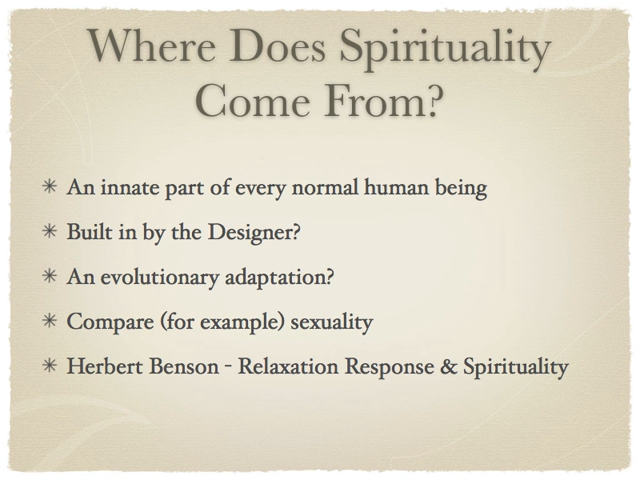 Where Does Spirituality
Come From?
✴ An innate part of every normal human being
✴ Built in by the Designer?
✴ An evolutionary adaptation?
✴ Compare (for example) sexuality
✴ Herbert Benson - Relaxation Response & Spirituality